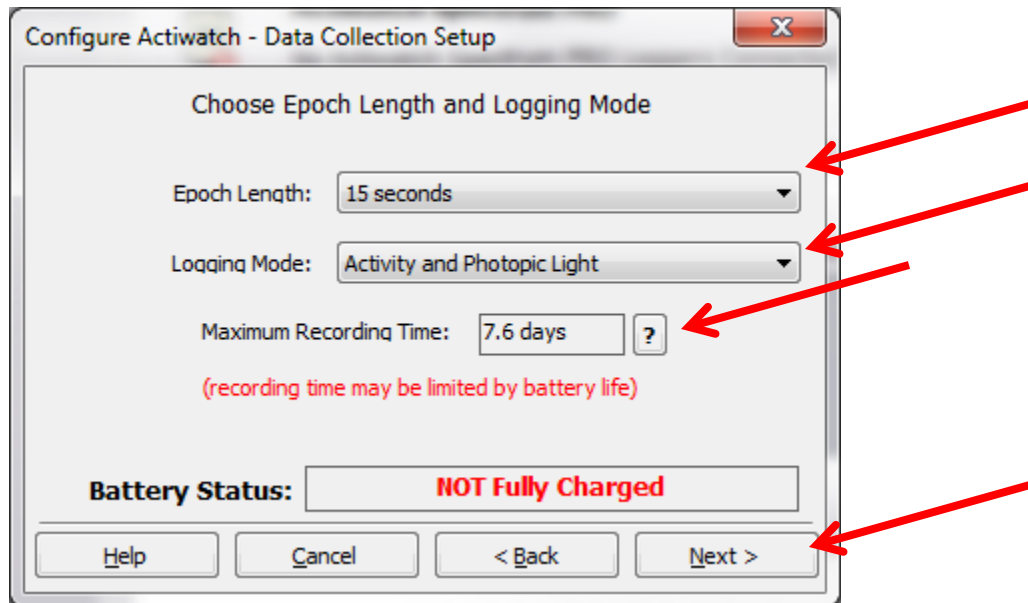 Configure Actiwatch - Data Collection Setup
X
Choose Epoch Length and Logging Mode
Epoch Length: 15 seconds
Logging Mode: Activity and Photopic Light
Maximum Recording Time: 7.6 days ?
(recording time may be limited by battery life)
Battery Status: NOT Fully Charged
Help Cancel < Back Next >